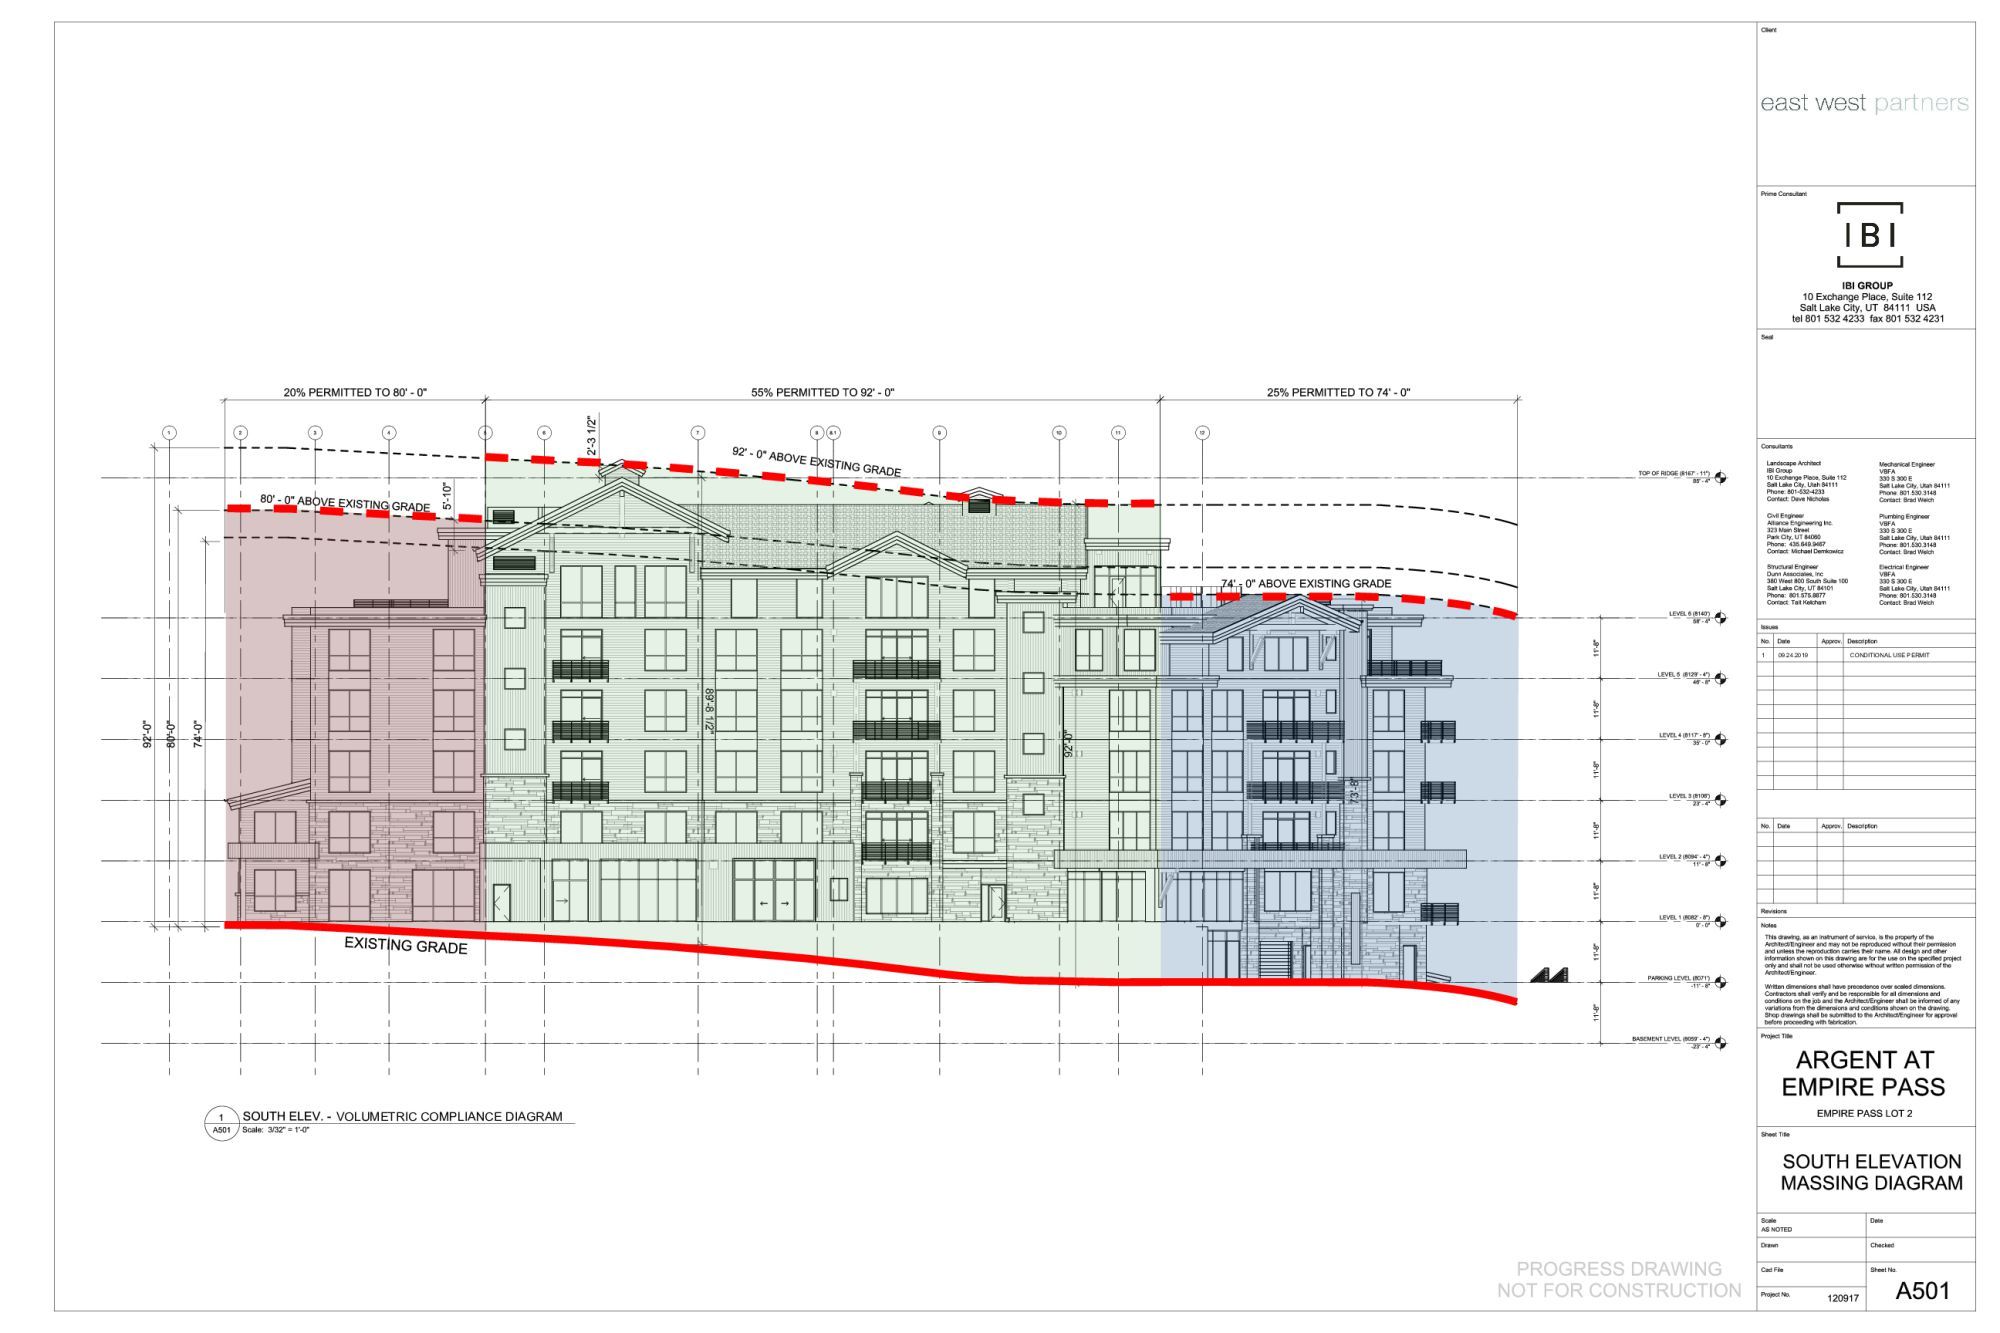 20% PERMITTED TO 80' - 0"
55% PERMITTED TO 92' - 0"
25% PERMITTED TO 74' - 0"
1
2
3
4
5
6
7
8
8.1
9
10
11
12
2'-3 1/2"
92' - 0" ABOVE EXISTING GRADE
80' - 0" ABOVE EXISTING GRADE
5'-10"
74' - 0" ABOVE EXISTING GRADE
92'-0"
80'-0"
74'-0"
89'-8 1/2"
92'-0"
73'-8"
EXISTING GRADE
TOP OF RIDGE (8167' - 11")
85' - 4"
LEVEL 6 (8140')
58' - 4"
11'-8"
LEVEL 5 (8129' - 4")
46' - 8"
11'-8"
LEVEL 4 (8117' - 8")
35' - 0"
11'-8"
LEVEL 3 (8106')
23' - 4"
11'-8"
LEVEL 2 (8094' - 4")
11' - 8"
11'-8"
LEVEL 1 (8082' - 8")
0' - 0"
11'-8"
PARKING LEVEL (8071')
-11' - 8"
11'-8"
BASEMENT LEVEL (8059' - 4")
-23' - 4"
1
A501
SOUTH ELEV. - VOLUMETRIC COMPLIANCE DIAGRAM
Scale: 3/32" = 1'-0"
PROGRESS DRAWING
NOT FOR CONSTRUCTION
Client
east west partners
Prime Consultant
IBI
IBI GROUP
10 Exchange Place, Suite 112
Salt Lake City, UT 84111 USA
tel 801 532 4233 fax 801 532 4231
Seal
Consultants
Landscape Architect
IBI Group
10 Exchange Place, Suite 112
Salt Lake City, Utah 84111
Phone: 801-532-4233
Contact: Dave Nicholas
Mechanical Engineer
VBFA
330 S 300 E
Salt Lake City, Utah 84111
Phone: 801.530.3148
Contact: Brad Welch
Civil Engineer
Alliance Engineering Inc.
323 Main Street
Park City, UT 84060
Phone: 435.649.9467
Contact: Michael Demkowicz
Plumbing Engineer
VBFA
330 S 300 E
Salt Lake City, Utah 84111
Phone: 801.530.3148
Contact: Brad Welch
Structural Engineer
Dunn Associates, Inc
380 West 800 South Suite 100
Salt Lake City, UT 84101
Phone: 801.575.8877
Contact: Tait Ketcham
Electrical Engineer
VBFA
330 S 300 E
Salt Lake City, Utah 84111
Phone: 801.530.3148
Contact: Brad Welch
Issues
No. Date Approv. Description
1 09.24.2019 CONDITIONAL USE PERMIT
No. Date Approv. Description
Revisions
Notes
This drawing, as an instrument of service, is the property of the
Architect/Engineer and may not be reproduced without their permission
and unless the reproduction carries their name. All design and other
information shown on this drawing are for the use on the specified project
only and shall not be used otherwise without written permission of the
Architect/Engineer.
Written dimensions shall have precedence over scaled dimensions.
Contractors shall verify and be responsible for all dimensions and
conditions on the job and the Architect/Engineer shall be informed of any
variations from the dimensions and conditions shown on the drawing.
Shop drawings shall be submitted to the Architect/Engineer for approval
before proceeding with fabrication.
Project Title
ARGENT AT
EMPIRE PASS
EMPIRE PASS LOT 2
Sheet Title
SOUTH ELEVATION
MASSING DIAGRAM
Scale
AS NOTED
Date
Drawn
Checked
Cad File
Sheet No.
A501
Project No.
120917